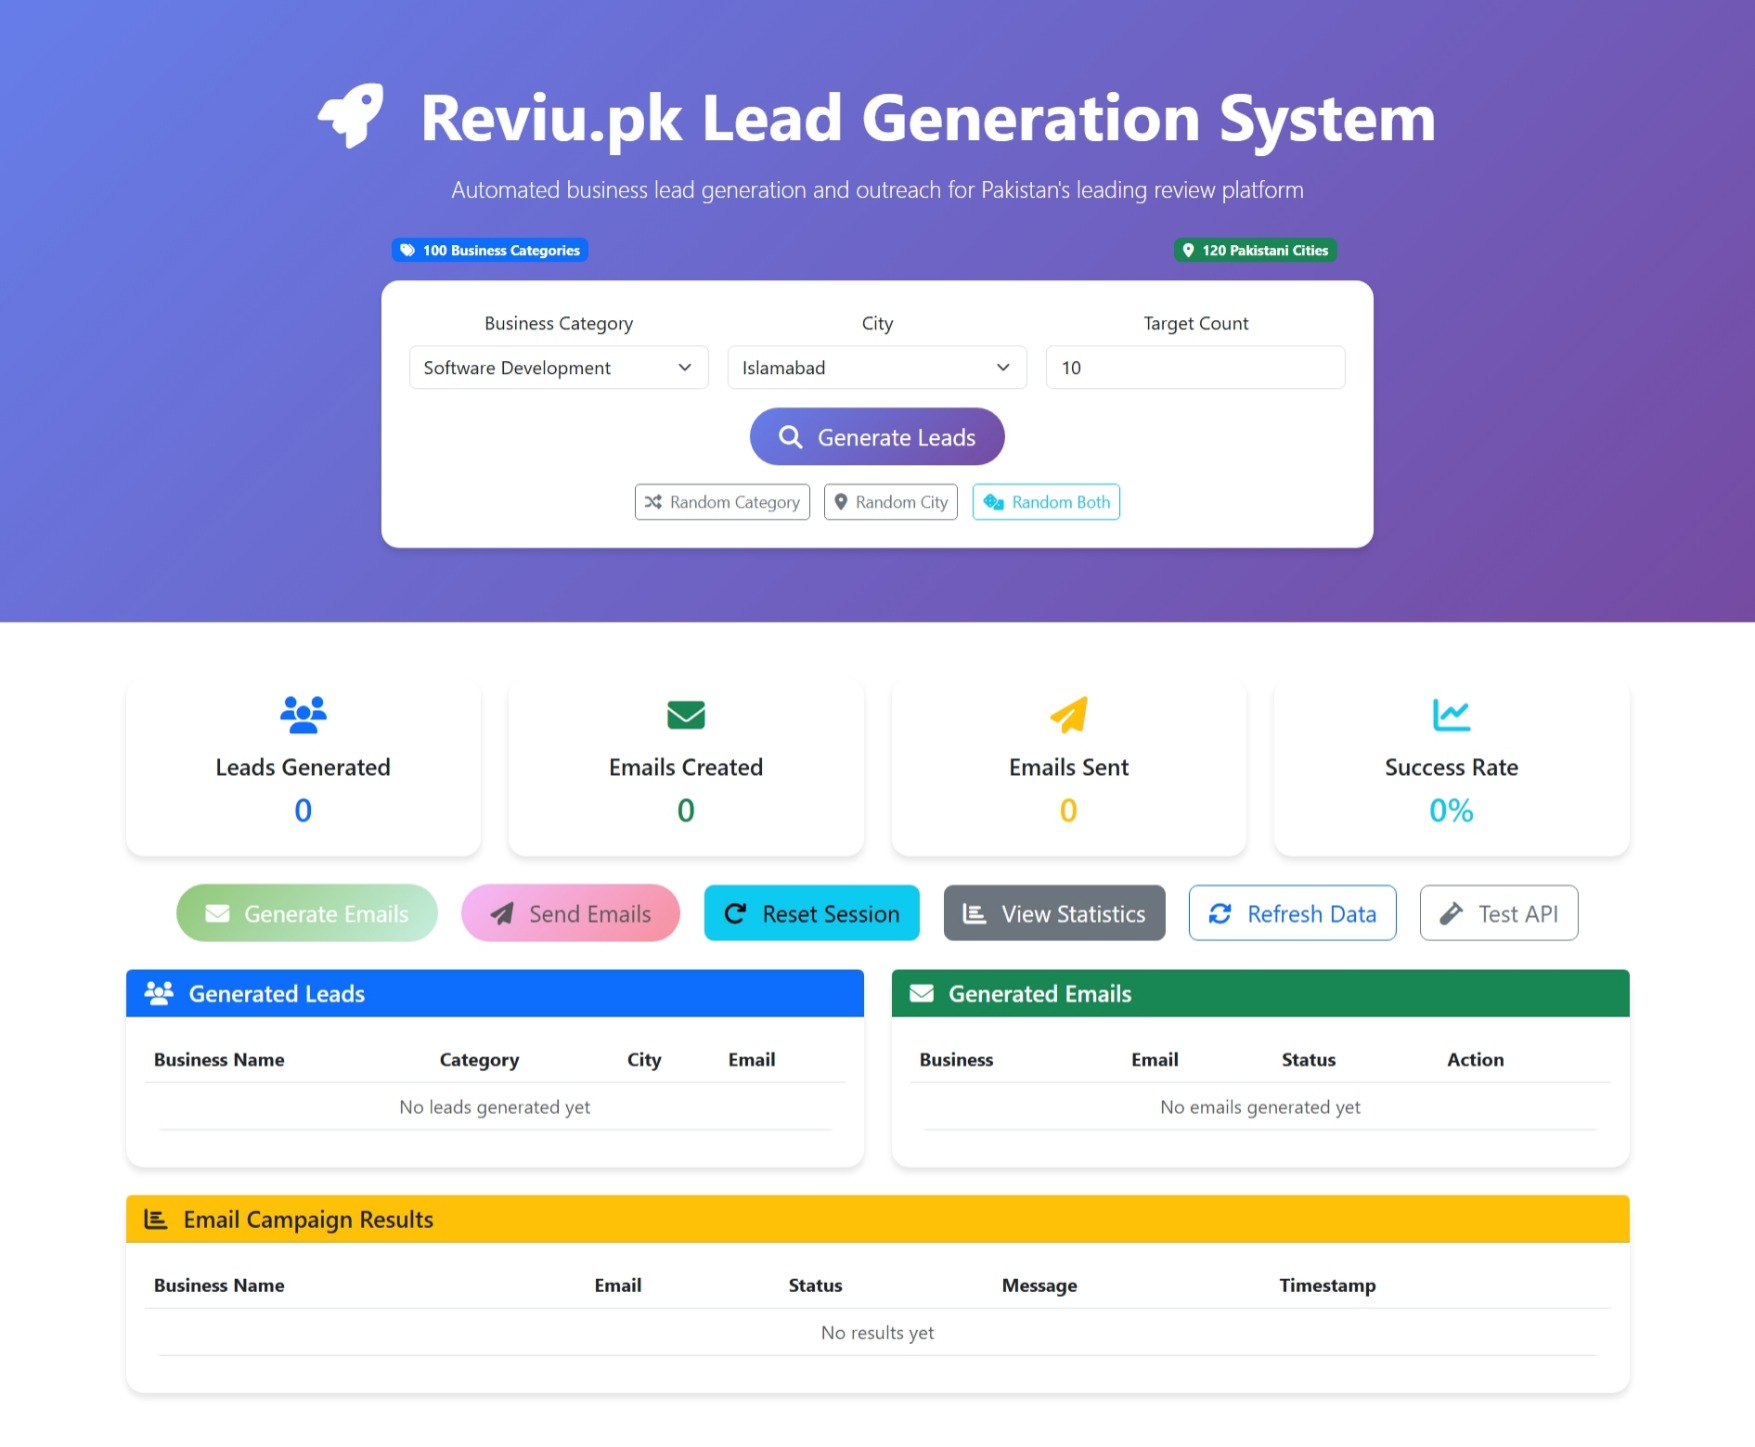 Reviu.pk Lead Generation System
Automated business lead generation and outreach for Pakistan's leading review platform
100 Business Categories
120 Pakistani Cities
Business Category
City
Target Count
Software Development
Islamabad
10
Generate Leads
Random Category
Random City
Random Both
Leads Generated
0
Emails Created
0
Emails Sent
0
Success Rate
0%
Generate Emails
Send Emails
Reset Session
View Statistics
Refresh Data
Test API
Generated Leads
Business Name Category City Email
No leads generated yet
Generated Emails
Business Email Status Action
No emails generated yet
Email Campaign Results
Business Name Email Status Message Timestamp
No results yet